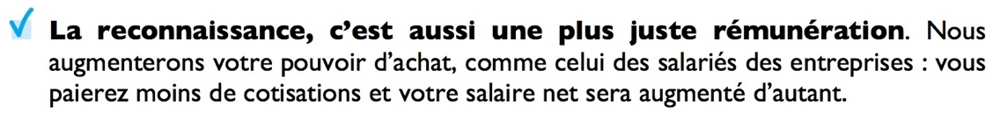 La reconnaissance, c’est aussi une plus juste rémunération. Nous
augmenterons votre pouvoir d’achat, comme celui des salariés des entreprises : vous
paierez moins de cotisations et votre salaire net sera augmenté d’autant.